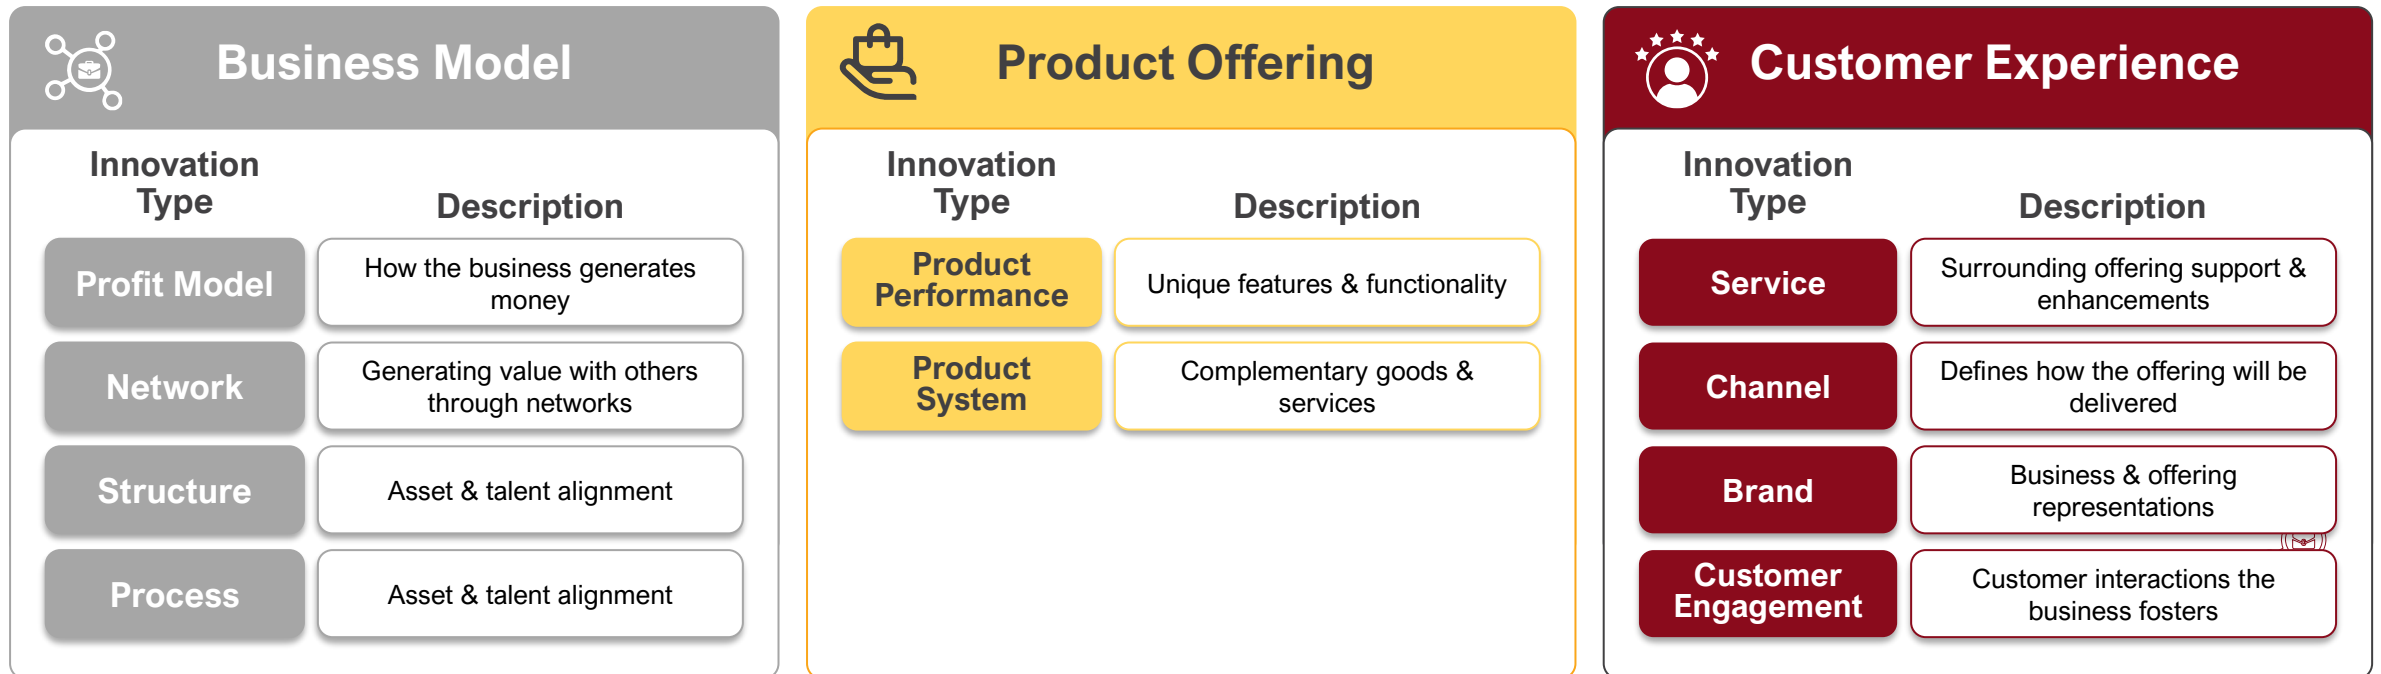 Business Model
Innovation
Type
Description
Profit Model
How the business generates
money
Network
Generating value with others
through networks
Structure
Asset & talent alignment
Process
Asset & talent alignment
Product Offering
Innovation
Type
Description
Product
Performance
Unique features & functionality
Product
System
Complementary goods &
services
Customer Experience
Innovation
Type
Description
Service
Surrounding offering support &
enhancements
Channel
Defines how the offering will be
delivered
Brand
Business & offering
representations
Customer
Engagement
Customer interactions the
business fosters